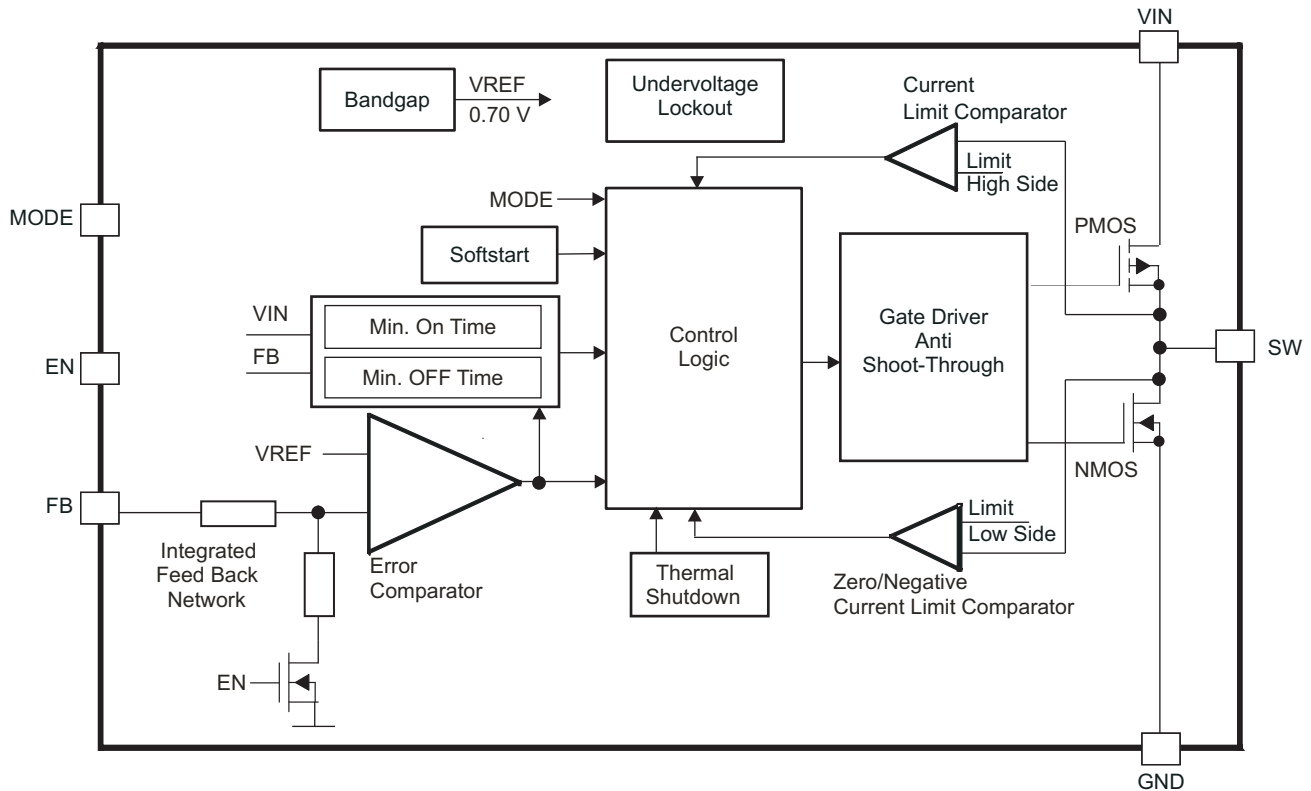 VIN
Bandgap
VREF
0.70 V
Undervoltage
Lockout
Current
Limit Comparator
Limit
High Side
MODE
MODE
PMOS
Softstart
VIN
FB
Min. On Time
Min. OFF Time
Control
Logic
Gate Driver
Anti
Shoot-Through
EN
SW
VREF
NMOS
FB
Integrated
Feed Back
Network
Error
Comparator
Thermal
Shutdown
Limit
Low Side
Zero/Negative
Current Limit Comparator
EN
GND